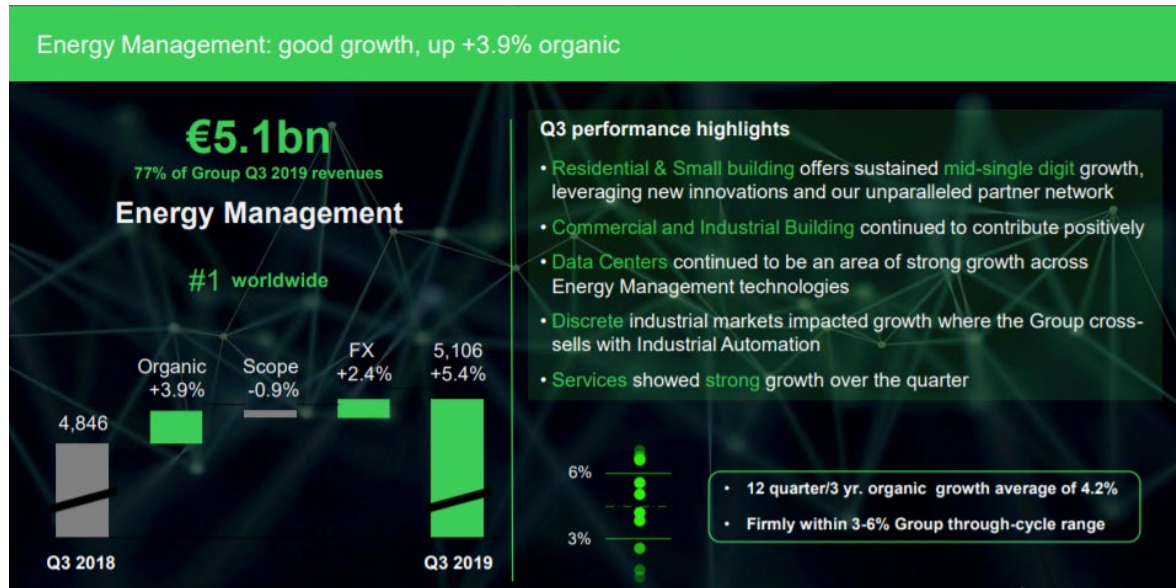 Energy Management: good growth, up +3.9% organic
€5.1bn
77% of Group Q3 2019 revenues
Energy Management
#1 worldwide
4,846
Organic
+3.9%
Scope
-0.9%
FX
+2.4%
5,106
+5.4%
Q3 2018
Q3 2019
Q3 performance highlights
• Residential & Small building offers sustained mid-single digit growth,
leveraging new innovations and our unparalleled partner network
• Commercial and Industrial Building continued to contribute positively
• Data Centers continued to be an area of strong growth across
Energy Management technologies
• Discrete industrial markets impacted growth where the Group cross-
sells with Industrial Automation
• Services showed strong growth over the quarter
6%
3%
• 12 quarter/3 yr. organic growth average of 4.2%
• Firmly within 3-6% Group through-cycle range